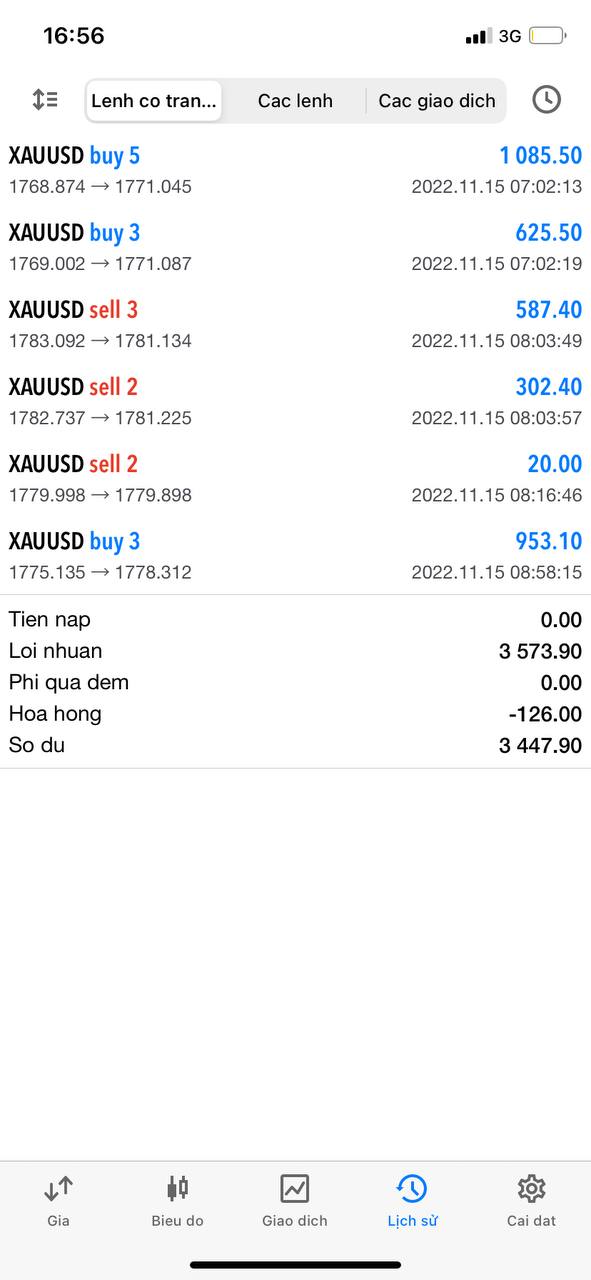 16:56 3G
Lenh co tran... Cac lenh Cac giao dich
XAUUSD buy 5 1 085.50
1768.874 → 1771.045 2022.11.15 07:02:13
XAUUSD buy 3 625.50
1769.002 → 1771.087 2022.11.15 07:02:19
XAUUSD sell 3 587.40
1783.092 → 1781.134 2022.11.15 08:03:49
XAUUSD sell 2 302.40
1782.737 → 1781.225 2022.11.15 08:03:57
XAUUSD sell 2 20.00
1779.998 → 1779.898 2022.11.15 08:16:46
XAUUSD buy 3 953.10
1775.135 → 1778.312 2022.11.15 08:58:15
Tien nap 0.00
Loi nhuan 3 573.90
Phi qua dem 0.00
Hoa hong -126.00
So du 3 447.90
Gia Bieu do Giao dich Lịch sử Cai dat